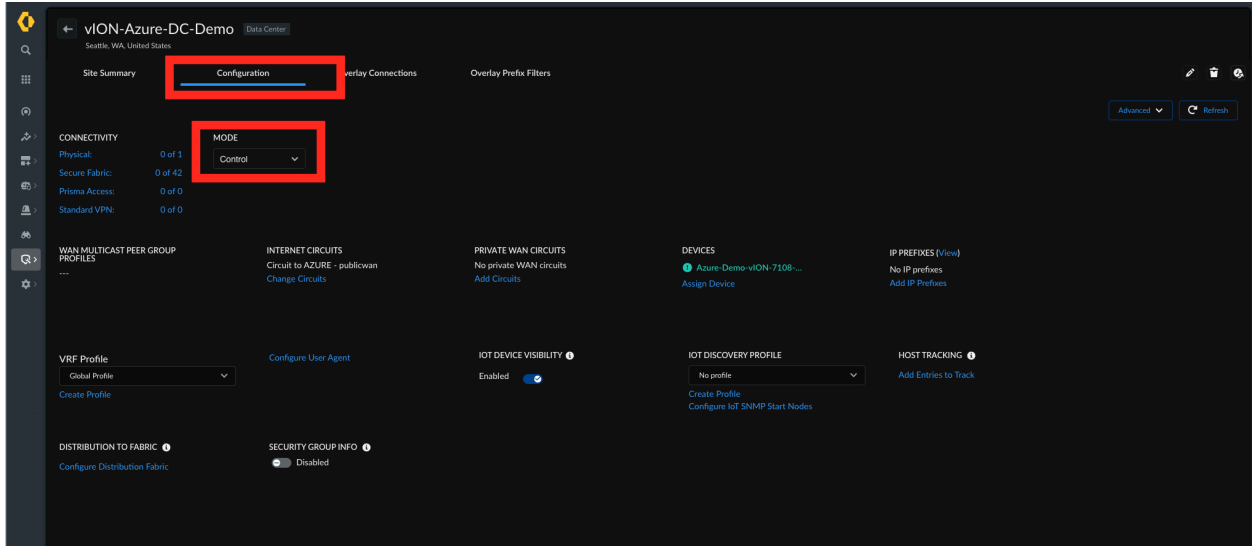 vION-Azure-DC-Demo Data Center
Seattle, WA, United States
Site Summary Configuration verlay Connections Overlay Prefix Filters
Advanced Refresh
CONNECTIVITY MODE
Physical: 0 of 1 Control
Secure Fabric: 0 of 42
Prisma Access: 0 of 0
Standard VPN: 0 of 0
WAN MULTICAST PEER GROUP PROFILES
---
INTERNET CIRCUITS
Circuit to AZURE - publicwan
Change Circuits
PRIVATE WAN CIRCUITS
No private WAN circuits
Add Circuits
DEVICES
Azure-Demo-vION-7108-...
Assign Device
IP PREFIXES (View)
No IP prefixes
Add IP Prefixes
VRF Profile
Global Profile
Create Profile
Configure User Agent
IOT DEVICE VISIBILITY
Enabled
IOT DISCOVERY PROFILE
No profile
Create Profile
Configure IoT SNMP Start Nodes
HOST TRACKING
Add Entries to Track
DISTRIBUTION TO FABRIC
Configure Distribution Fabric
SECURITY GROUP INFO
Disabled